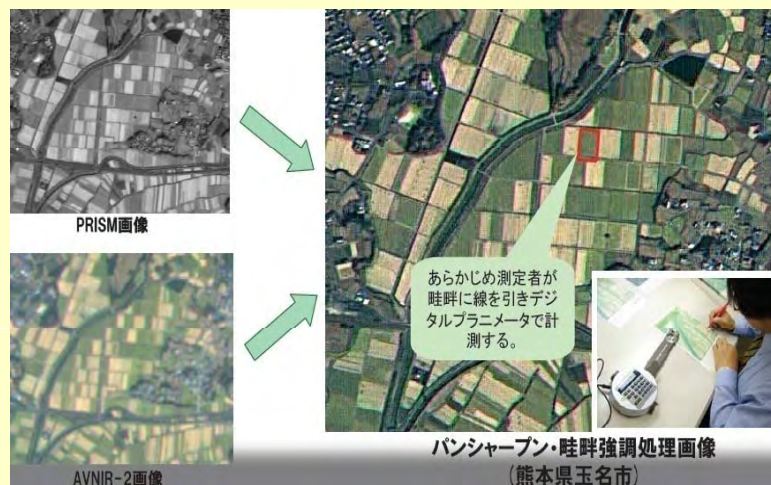 PRISM画像
あらかじめ測定者が
畦畔に線を引きデジ
タルプラニメータで計
測する。
AVNIR-2画像
パンシャープン・畦畔強調処理画像
(熊本県玉名市)